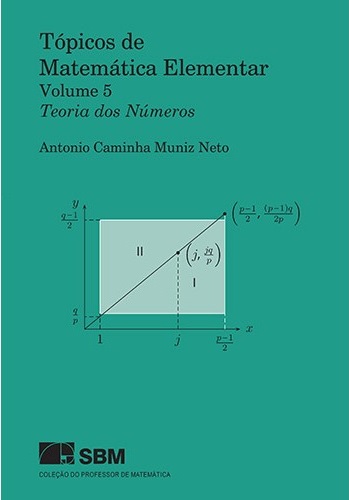 Tópicos de
Matemática Elementar
Volume 5
Teoria dos Números
Antonio Caminha Muniz Neto
y
q−1/2
(p−1/2, (p−1)q/2p)
II
(j, jq/p)
I
q/p
1
j
p−1/2
x
SBM
COLEÇÃO DO PROFESSOR DE MATEMÁTICA